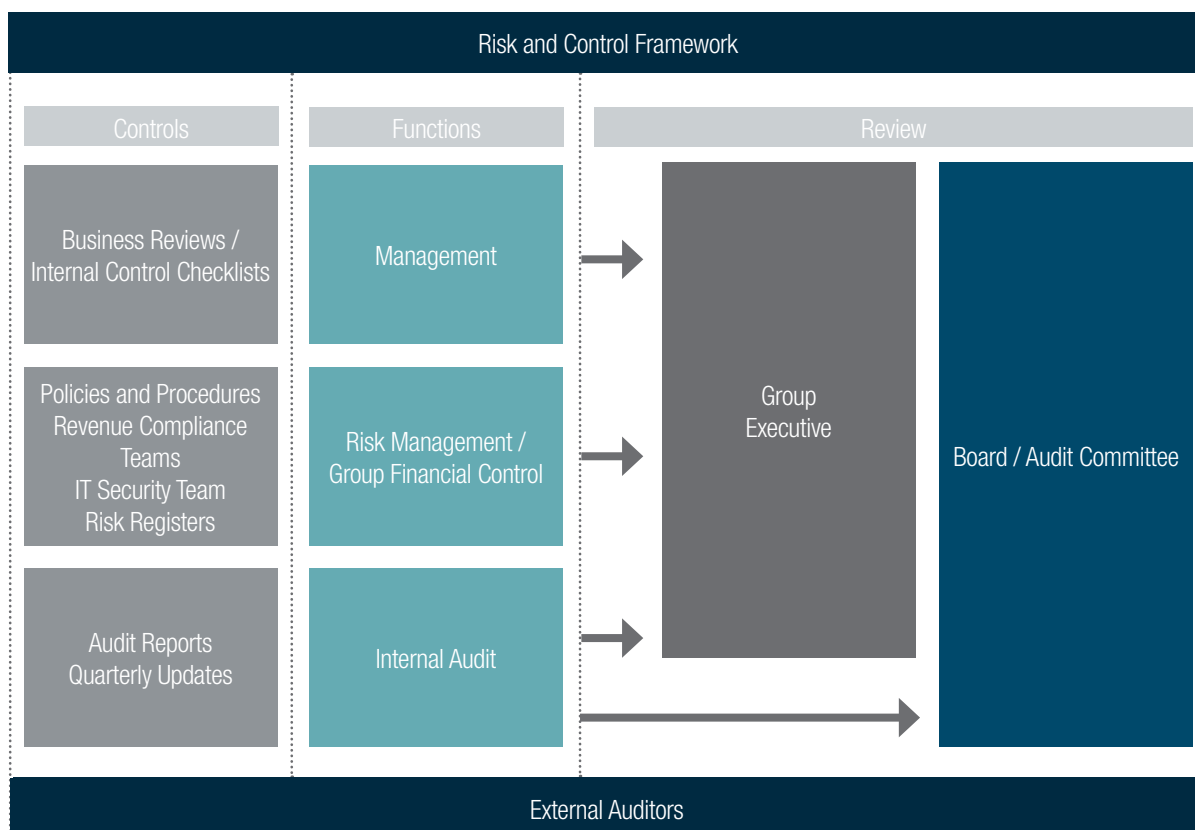 Risk and Control Framework
Controls
Functions
Review
Business Reviews /
Internal Control Checklists
Management
Policies and Procedures
Revenue Compliance
Teams
IT Security Team
Risk Registers
Risk Management /
Group Financial Control
Audit Reports
Quarterly Updates
Internal Audit
Group
Executive
Board / Audit Committee
External Auditors